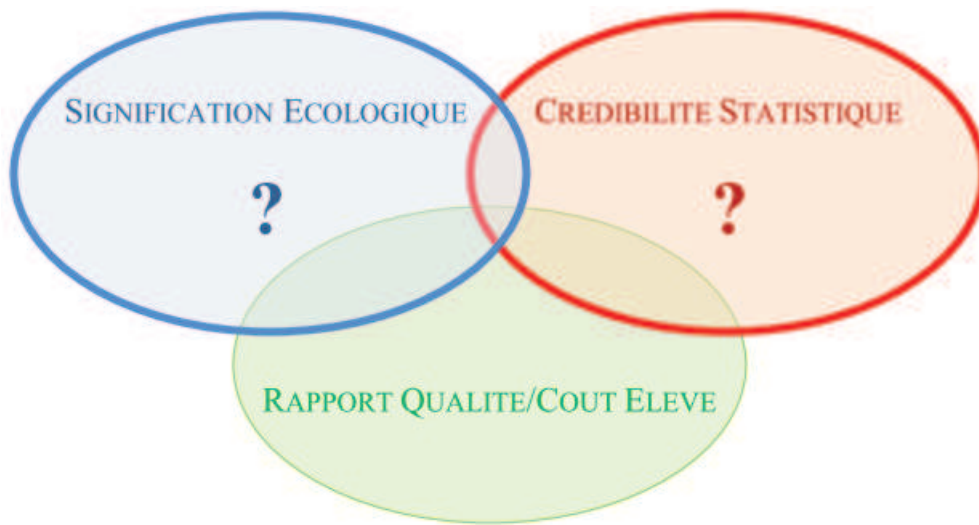 SIGNIFICATION ECOLOGIQUE
?
CREDIBILITE STATISTIQUE
?
RAPPORT QUALITE/COUT ELEVE